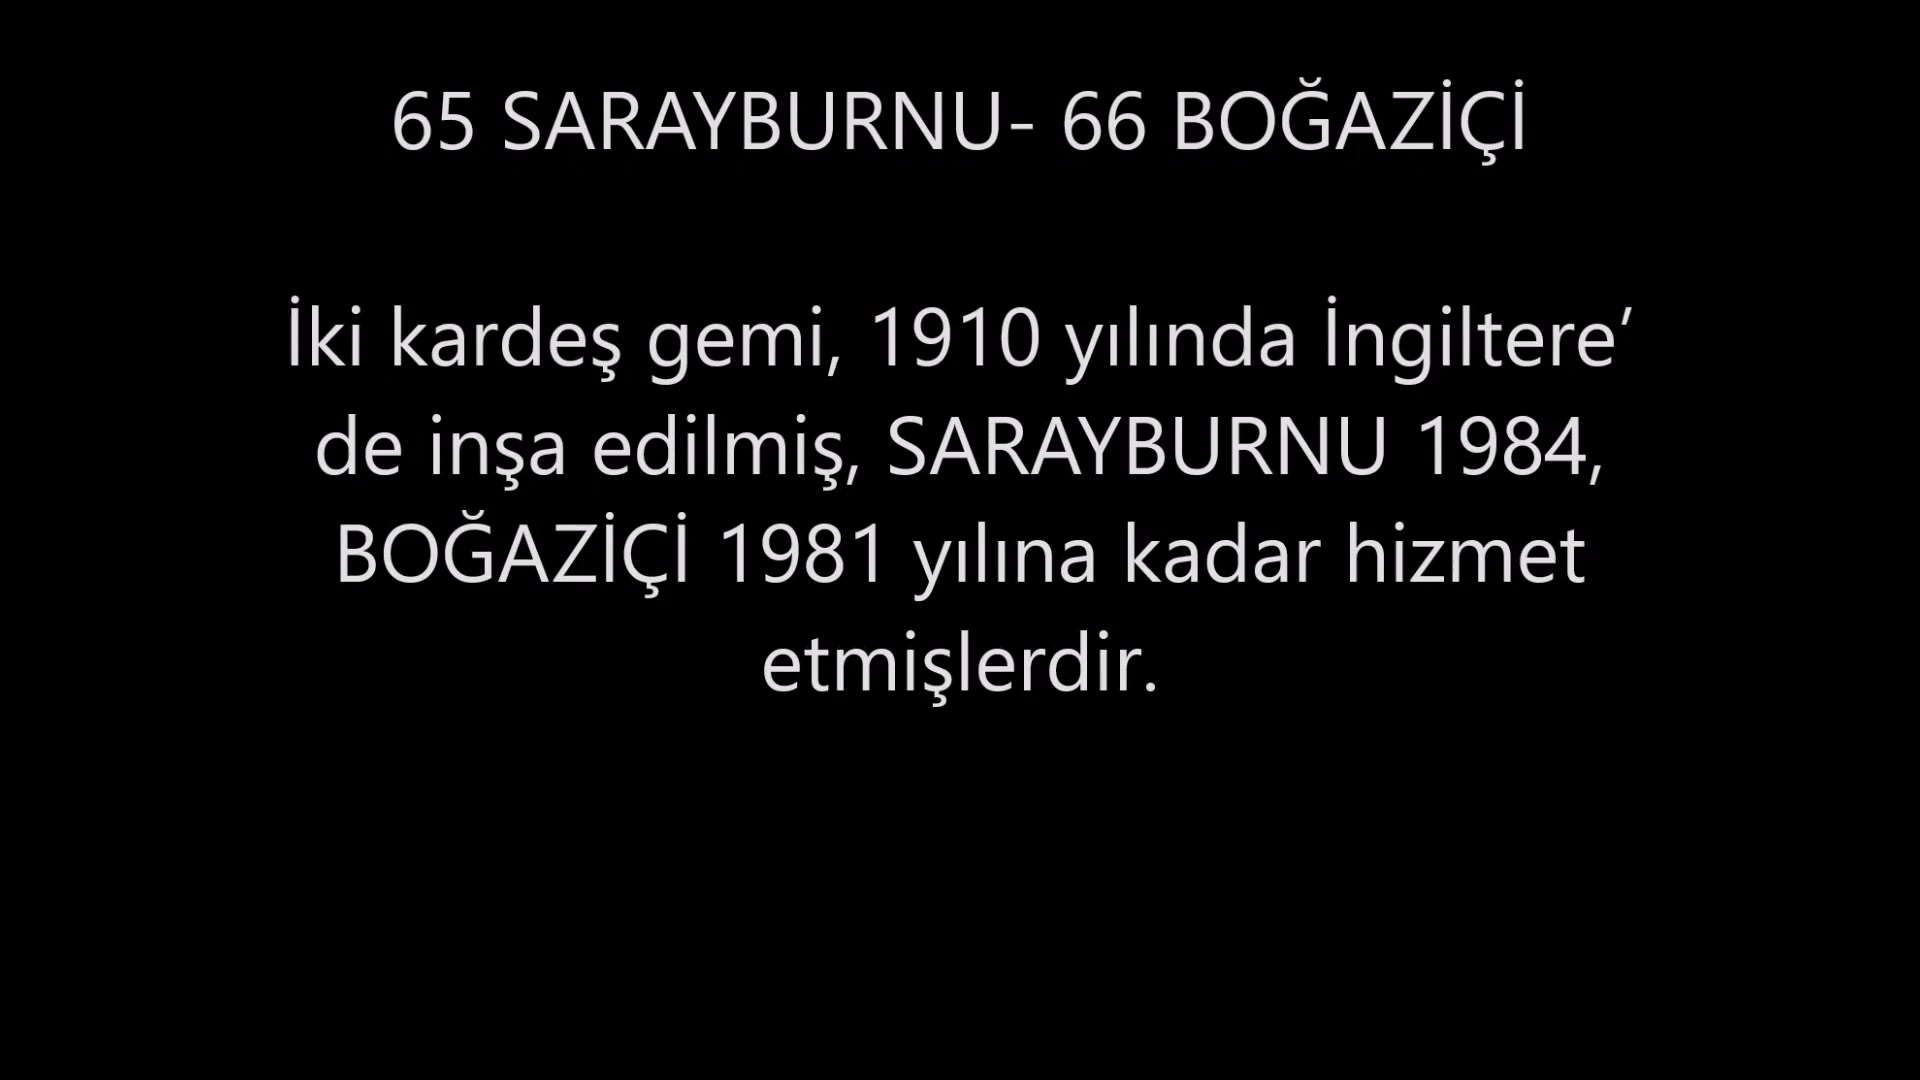 65 SARAYBURNU- 66 BOĞAZİÇİ
İki kardeş gemi, 1910 yılında İngiltere’
de inşa edilmiş, SARAYBURNU 1984,
BOĞAZİÇİ 1981 yılına kadar hizmet
etmişlerdir.